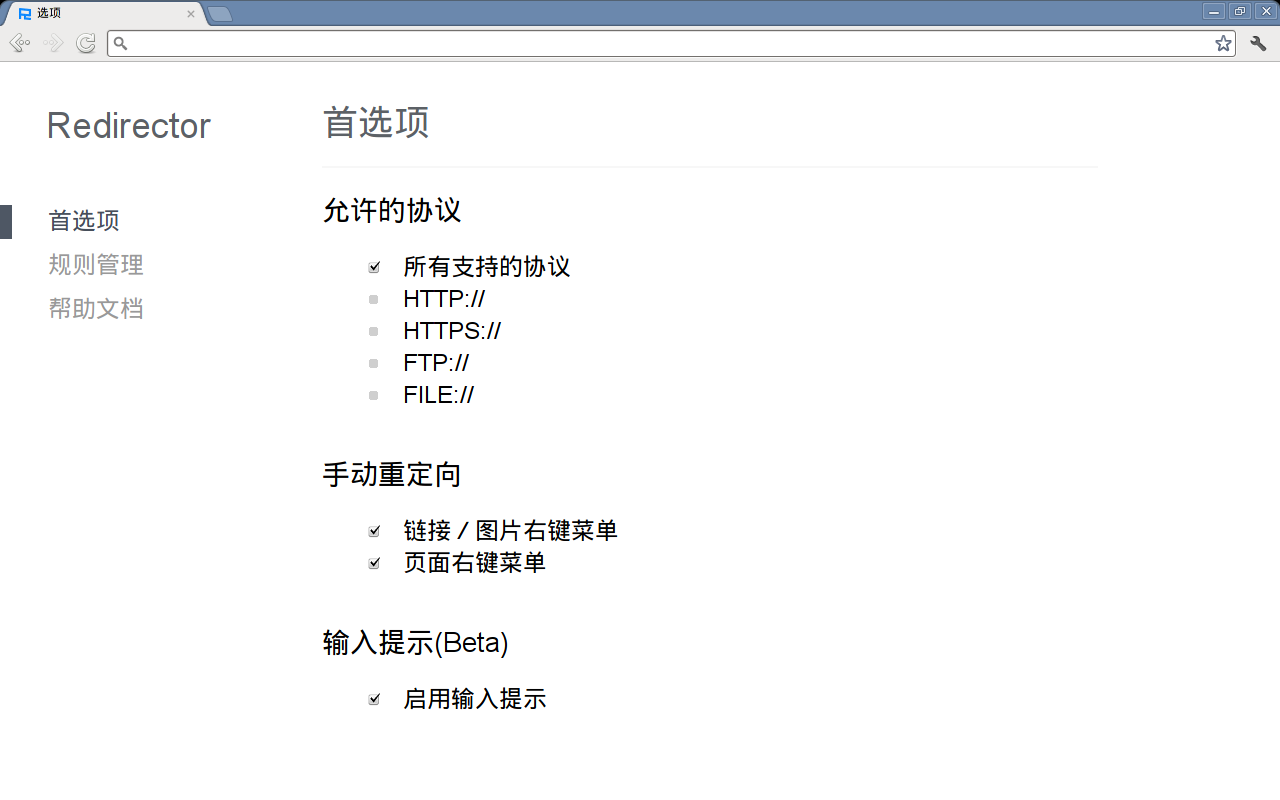 选项
Redirector
首选项
规则管理
帮助文档
首选项
允许的协议
所有支持的协议
HTTP://
HTTPS://
FTP://
FILE://
手动重定向
链接 / 图片右键菜单
页面右键菜单
输入提示(Beta)
启用输入提示